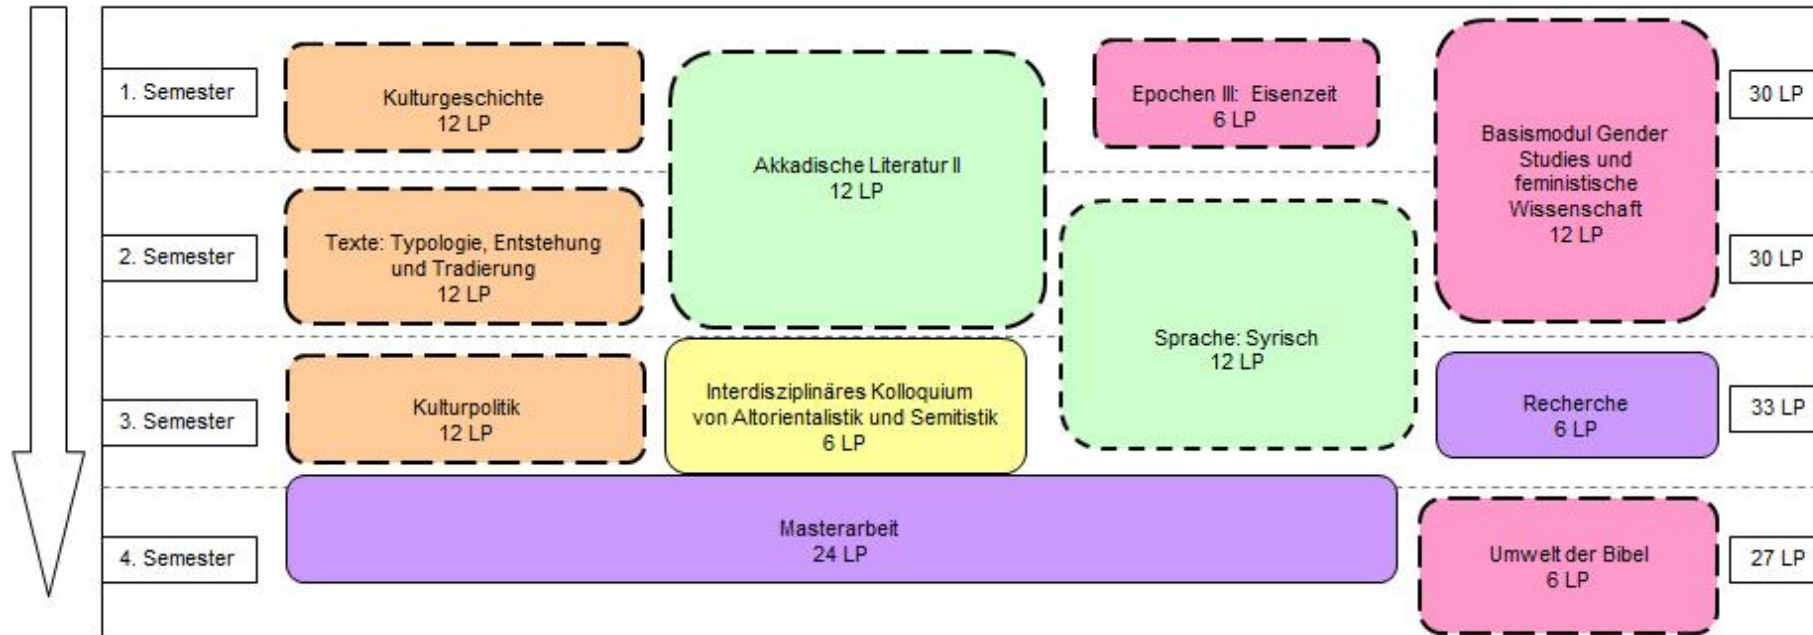 1. Semester
Kulturgeschichte
12 LP
Akkadische Literatur II
12 LP
Epochen III: Eisenzeit
6 LP
Basismodul Gender
Studies und
feministische
Wissenschaft
12 LP
30 LP
2. Semester
Texte: Typologie, Entstehung
und Tradierung
12 LP
Sprache: Syrisch
12 LP
30 LP
3. Semester
Kulturpolitik
12 LP
Interdisziplinäres Kolloquium
von Altorientalistik und Semitistik
6 LP
Recherche
6 LP
33 LP
4. Semester
Masterarbeit
24 LP
Umwelt der Bibel
6 LP
27 LP